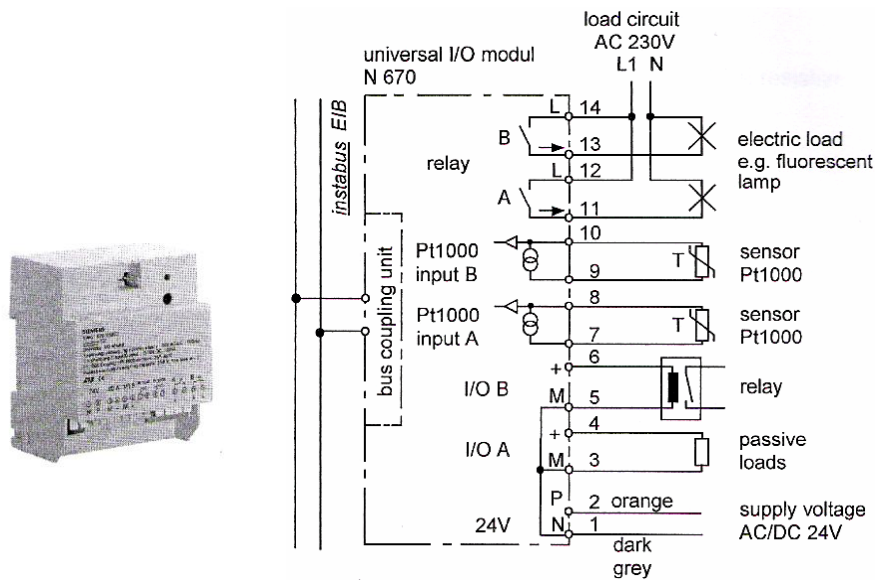 load circuit
AC 230V
L1 N
universal I/O modul
N 670
instabus EIB
L 14
B
13
relay
L 12
A
11
electric load
e.g. fluorescent
lamp
bus coupling unit
Pt1000
input B
10
9
T
sensor
Pt1000
Pt1000
input A
8
7
T
sensor
Pt1000
I/O B
+ 6
M 5
relay
I/O A
+ 4
M 3
passive
loads
24V
P 2 orange
N 1
dark
grey
supply voltage
AC/DC 24V
SIEMENS